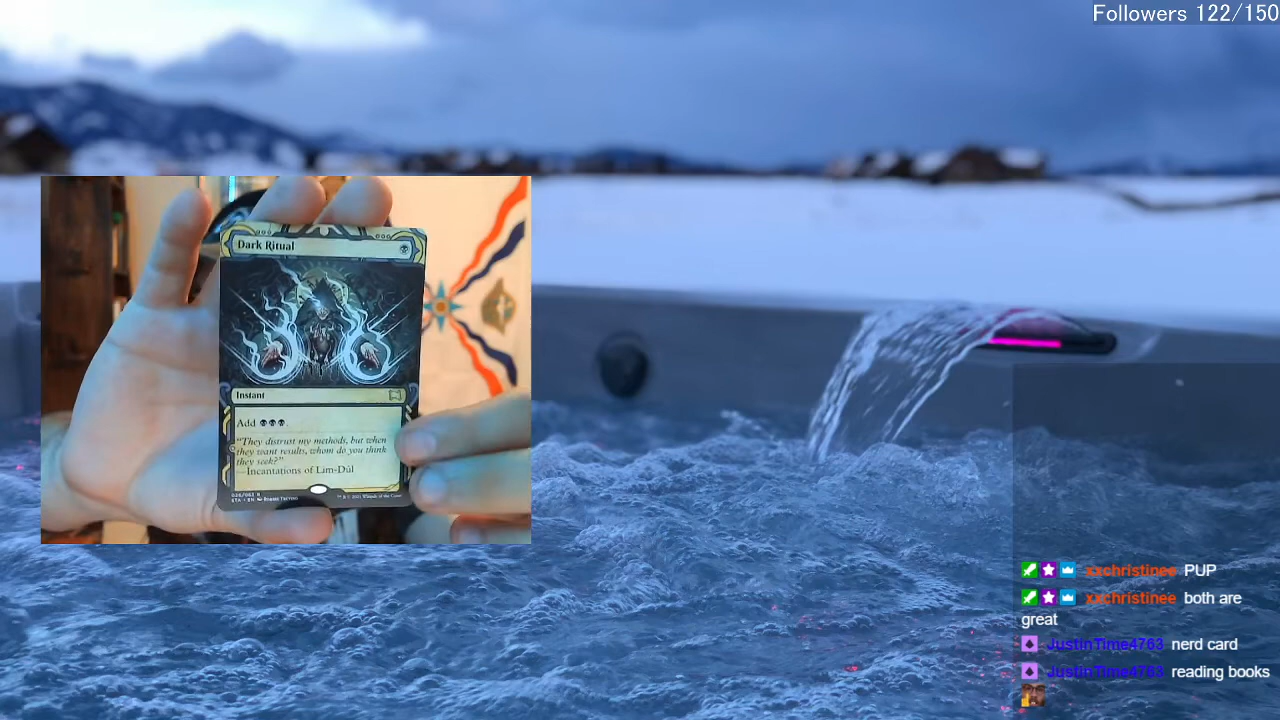 Followers 122/150
Dark Ritual
Instant
Add
"They distrust my methods, but when
they want results, whom do you think
they seek?"
—Incantations of Lim-Dûl
xxchristinee PUP
xxchristinee both are
great
JustinTime4763 nerd card
JustinTime4763 reading books